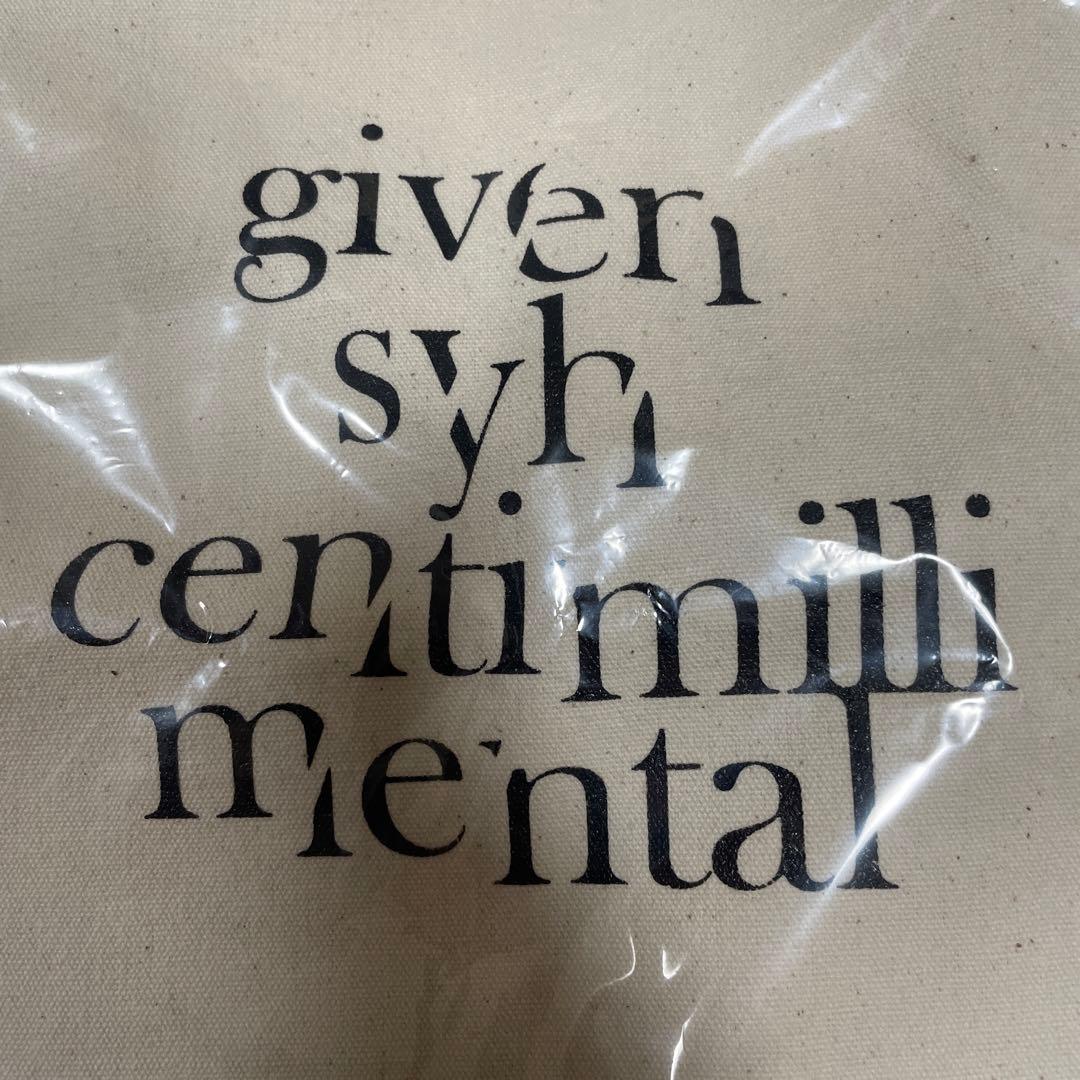 given
syh
centimilli
mental